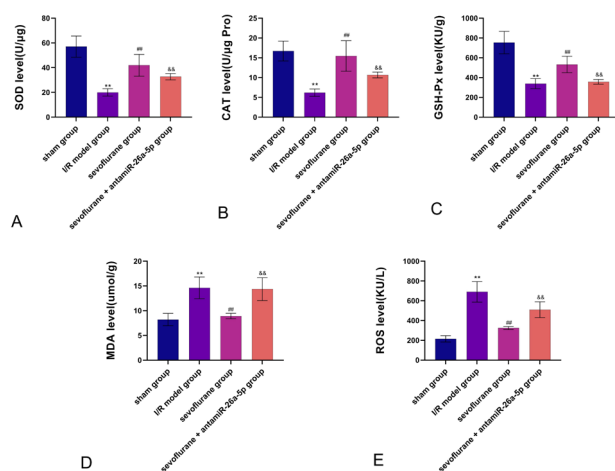 SOD level(U/μg)
80
60
40
20
0
**
##
&&
sham group
I/R model group
sevoflurane group
sevoflurane + antamiR-26a-5p group
A
CAT level(U/μg Pro)
25
20
15
10
5
0
**
##
&&
sham group
I/R model group
sevoflurane group
sevoflurane + antamiR-26a-5p group
B
GSH-Px level(KU/g)
1000
800
600
400
200
0
**
##
&&
sham group
I/R model group
sevoflurane group
sevoflurane + antamiR-26a-5p group
C
MDA level(umol/g)
20
15
10
5
0
**
##
&&
sham group
I/R model group
sevoflurane group
sevoflurane + antamiR-26a-5p group
D
ROS level(KU/L)
1000
800
600
400
200
0
**
##
&&
sham group
I/R model group
sevoflurane group
sevoflurane + antamiR-26a-5p group
E